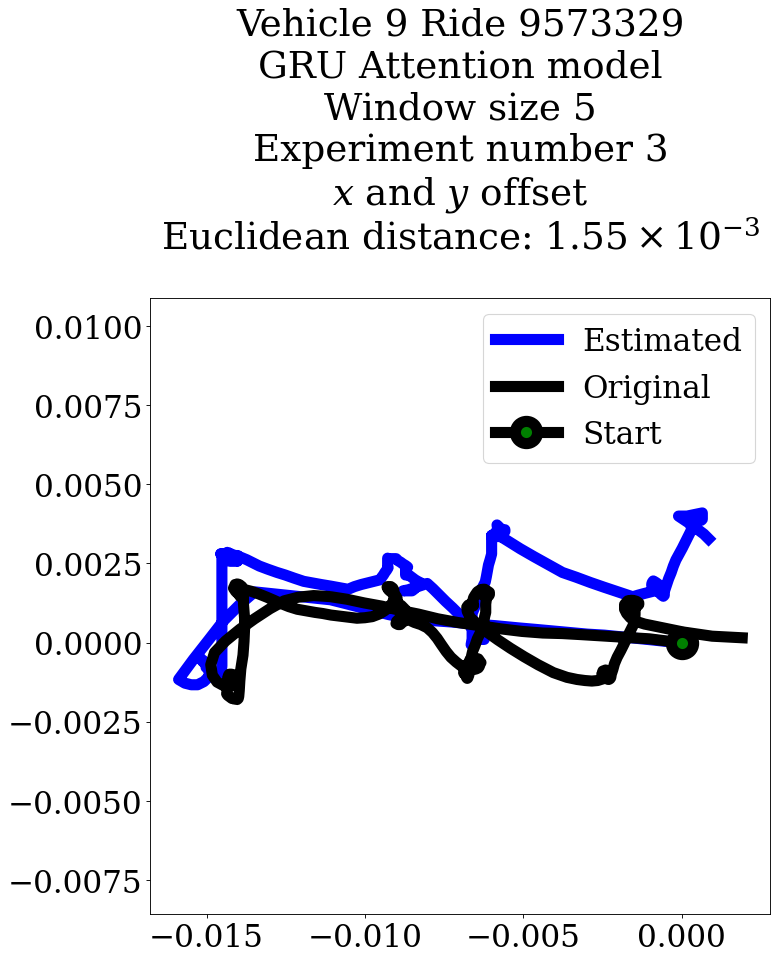 Vehicle 9 Ride 9573329
GRU Attention model
Window size 5
Experiment number 3
x and y offset
Euclidean distance: 1.55 × 10⁻³
Estimated
Original
Start
0.0100
0.0075
0.0050
0.0025
0.0000
−0.0025
−0.0050
−0.0075
−0.015
−0.010
−0.005
0.000